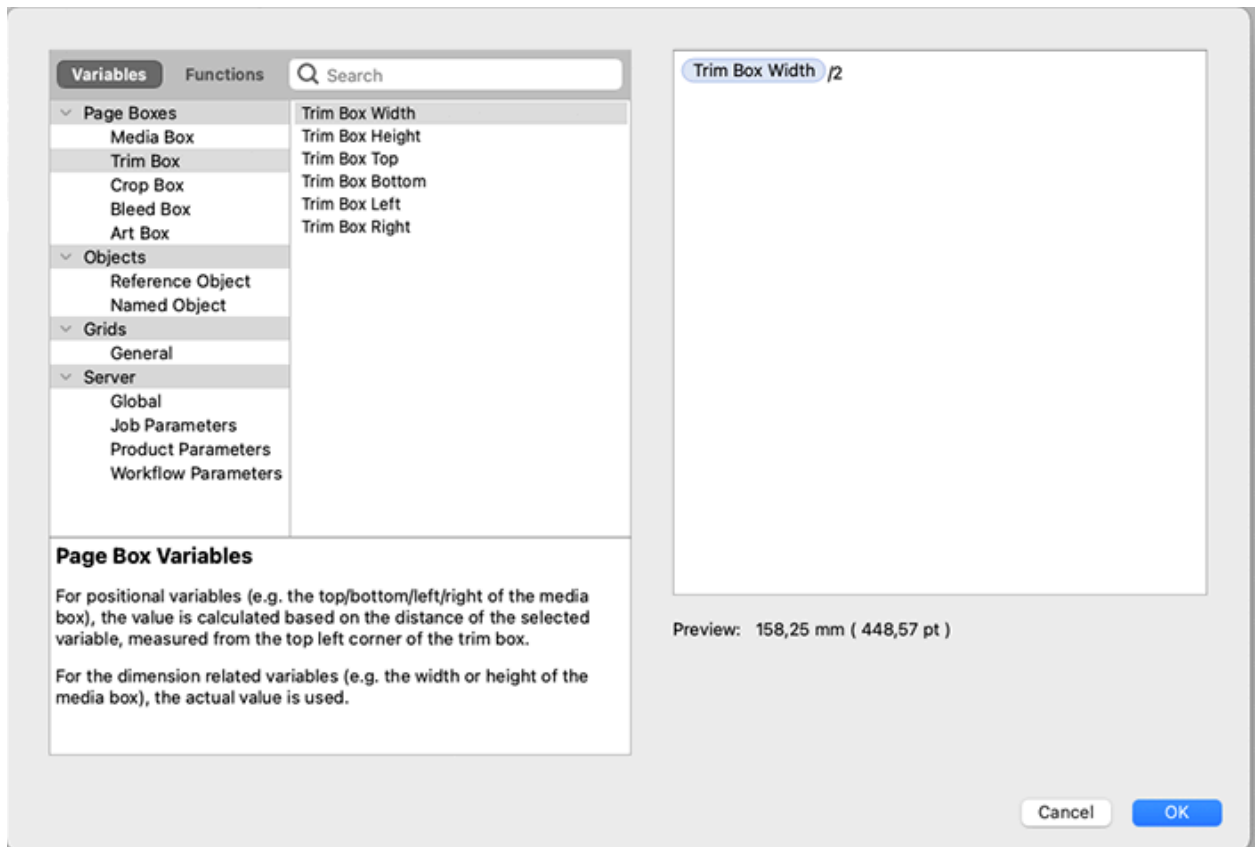 Variables
Functions
Search
Page Boxes
Media Box
Trim Box
Crop Box
Bleed Box
Art Box
Objects
Reference Object
Named Object
Grids
General
Server
Global
Job Parameters
Product Parameters
Workflow Parameters
Trim Box Width
Trim Box Height
Trim Box Top
Trim Box Bottom
Trim Box Left
Trim Box Right
Page Box Variables
For positional variables (e.g. the top/bottom/left/right of the media
box), the value is calculated based on the distance of the selected
variable, measured from the top left corner of the trim box.
For the dimension related variables (e.g. the width or height of the
media box), the actual value is used.
Trim Box Width /2
Preview: 158,25 mm ( 448,57 pt )
Cancel
OK